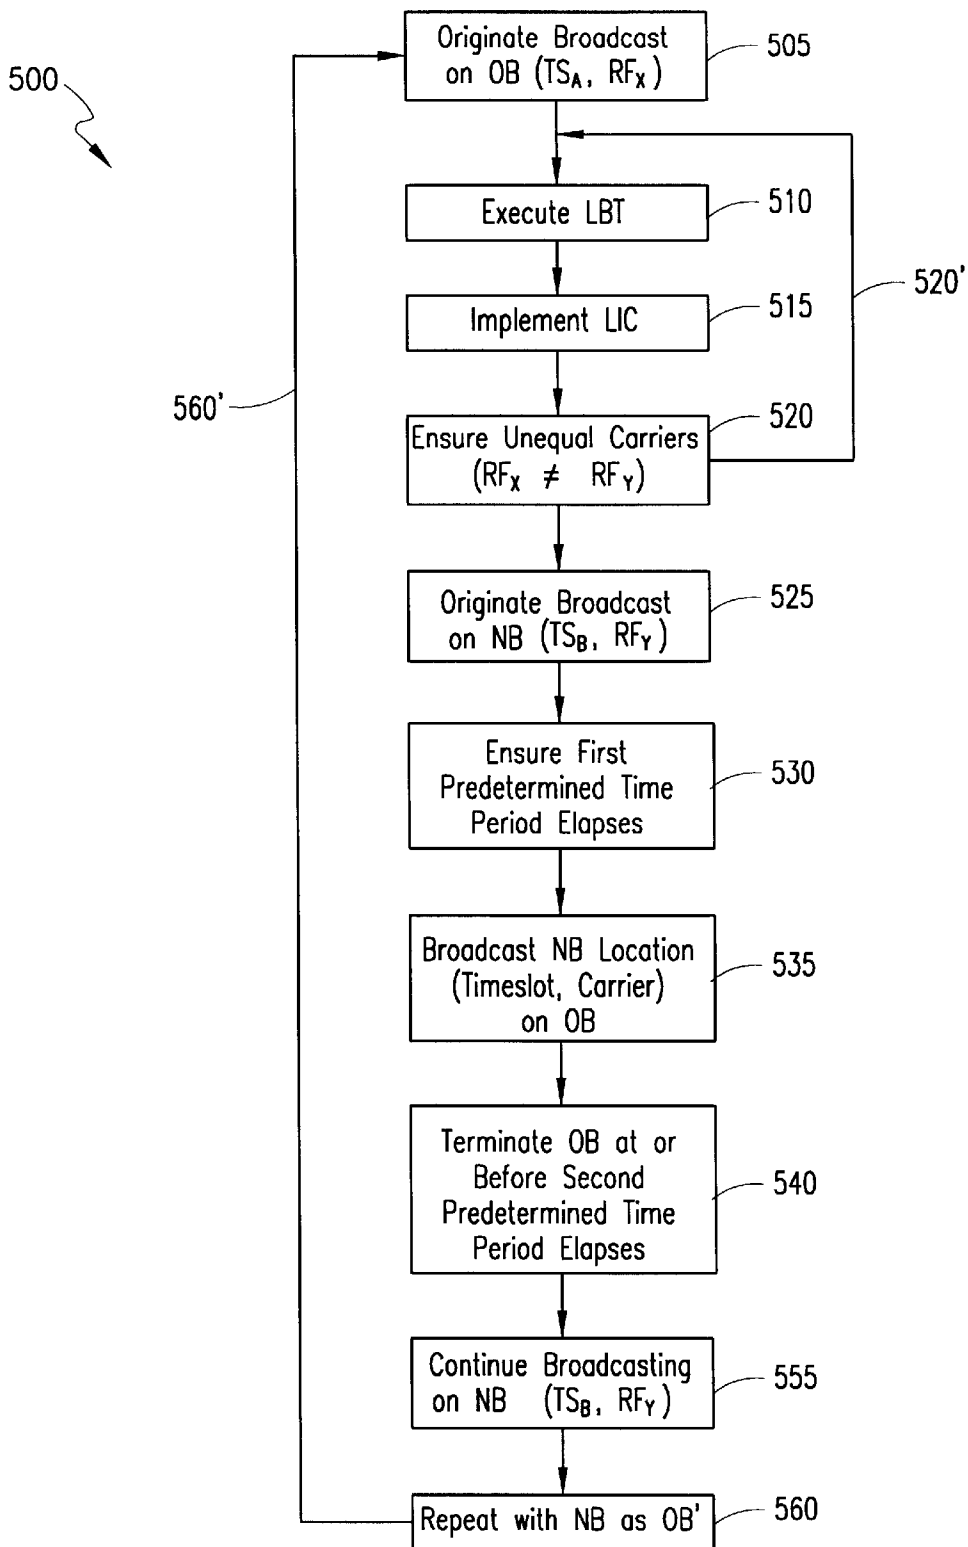 500
Originate Broadcast
on OB (TSA, RFX)
505
Execute LBT
510
Implement LIC
515
520'
560'
Ensure Unequal Carriers
(RFX ≠ RFY)
520
Originate Broadcast
on NB (TSB, RFY)
525
Ensure First
Predetermined Time
Period Elapses
530
Broadcast NB Location
(Timeslot, Carrier)
on OB
535
Terminate OB at or
Before Second
Predetermined Time
Period Elapses
540
Continue Broadcasting
on NB (TSB, RFY)
555
Repeat with NB as OB'
560